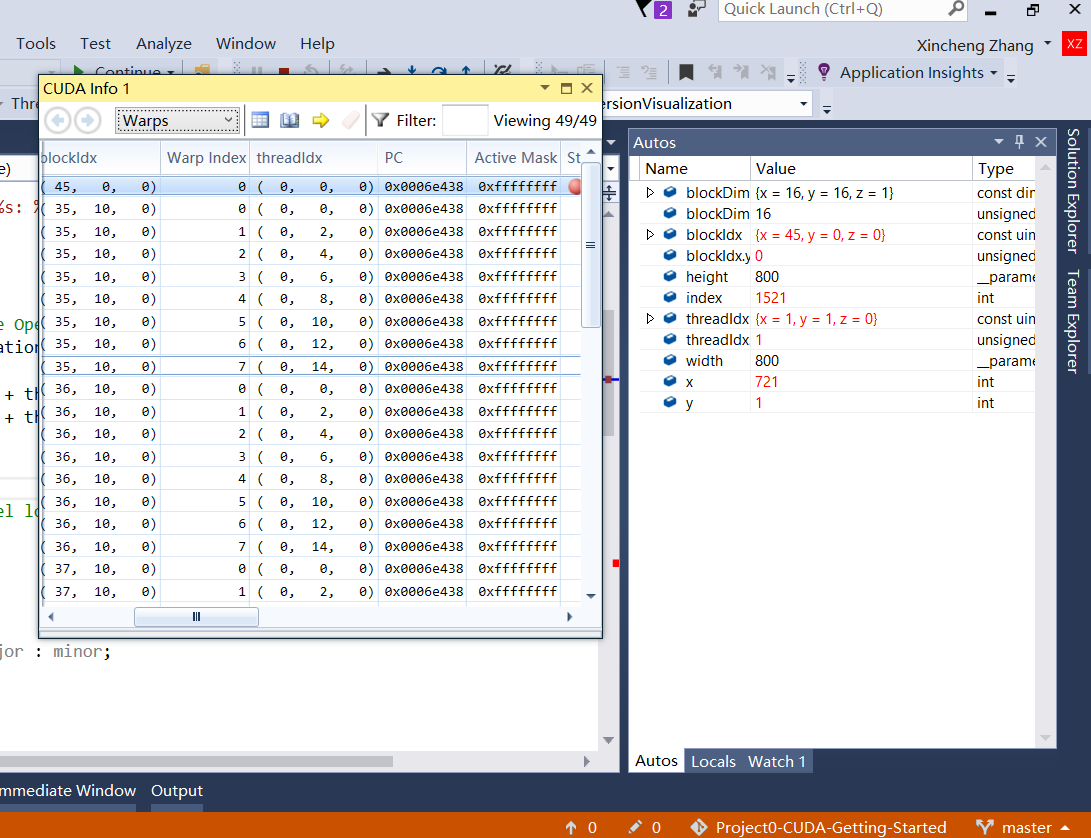 2
Quick Launch (Ctrl+Q)
Tools Test Analyze Window Help
Xincheng Zhang XZ
Continue
Application Insights
CUDA Info 1
Warps Filter: Viewing 49/49
ersionVisualization
blockIdx Warp Index threadIdx PC Active Mask St
( 45, 0, 0) 0 ( 0, 0, 0) 0x0006e438 0xffffffff
( 35, 10, 0) 0 ( 0, 0, 0) 0x0006e438 0xffffffff
( 35, 10, 0) 1 ( 0, 2, 0) 0x0006e438 0xffffffff
( 35, 10, 0) 2 ( 0, 4, 0) 0x0006e438 0xffffffff
( 35, 10, 0) 3 ( 0, 6, 0) 0x0006e438 0xffffffff
( 35, 10, 0) 4 ( 0, 8, 0) 0x0006e438 0xffffffff
( 35, 10, 0) 5 ( 0, 10, 0) 0x0006e438 0xffffffff
( 35, 10, 0) 6 ( 0, 12, 0) 0x0006e438 0xffffffff
( 35, 10, 0) 7 ( 0, 14, 0) 0x0006e438 0xffffffff
( 36, 10, 0) 0 ( 0, 0, 0) 0x0006e438 0xffffffff
( 36, 10, 0) 1 ( 0, 2, 0) 0x0006e438 0xffffffff
( 36, 10, 0) 2 ( 0, 4, 0) 0x0006e438 0xffffffff
( 36, 10, 0) 3 ( 0, 6, 0) 0x0006e438 0xffffffff
( 36, 10, 0) 4 ( 0, 8, 0) 0x0006e438 0xffffffff
( 36, 10, 0) 5 ( 0, 10, 0) 0x0006e438 0xffffffff
( 36, 10, 0) 6 ( 0, 12, 0) 0x0006e438 0xffffffff
( 36, 10, 0) 7 ( 0, 14, 0) 0x0006e438 0xffffffff
( 37, 10, 0) 0 ( 0, 0, 0) 0x0006e438 0xffffffff
( 37, 10, 0) 1 ( 0, 2, 0) 0x0006e438 0xffffffff
Thre
e)
%s: %
e Ope
ation
+ th
+ th
el lo
jor : minor;
Autos
Name Value Type
blockDim {x = 16, y = 16, z = 1} const dim
blockDim 16 unsigned
blockIdx {x = 45, y = 0, z = 0} const uin
blockIdx.y 0 unsigned
height 800 __parame
index 1521 int
threadIdx {x = 1, y = 1, z = 0} const uin
threadIdx 1 unsigned
width 800 __parame
x 721 int
y 1 int
Autos Locals Watch 1
Solution Explorer
Team Explorer
mmediate Window Output
0 0 Project0-CUDA-Getting-Started master